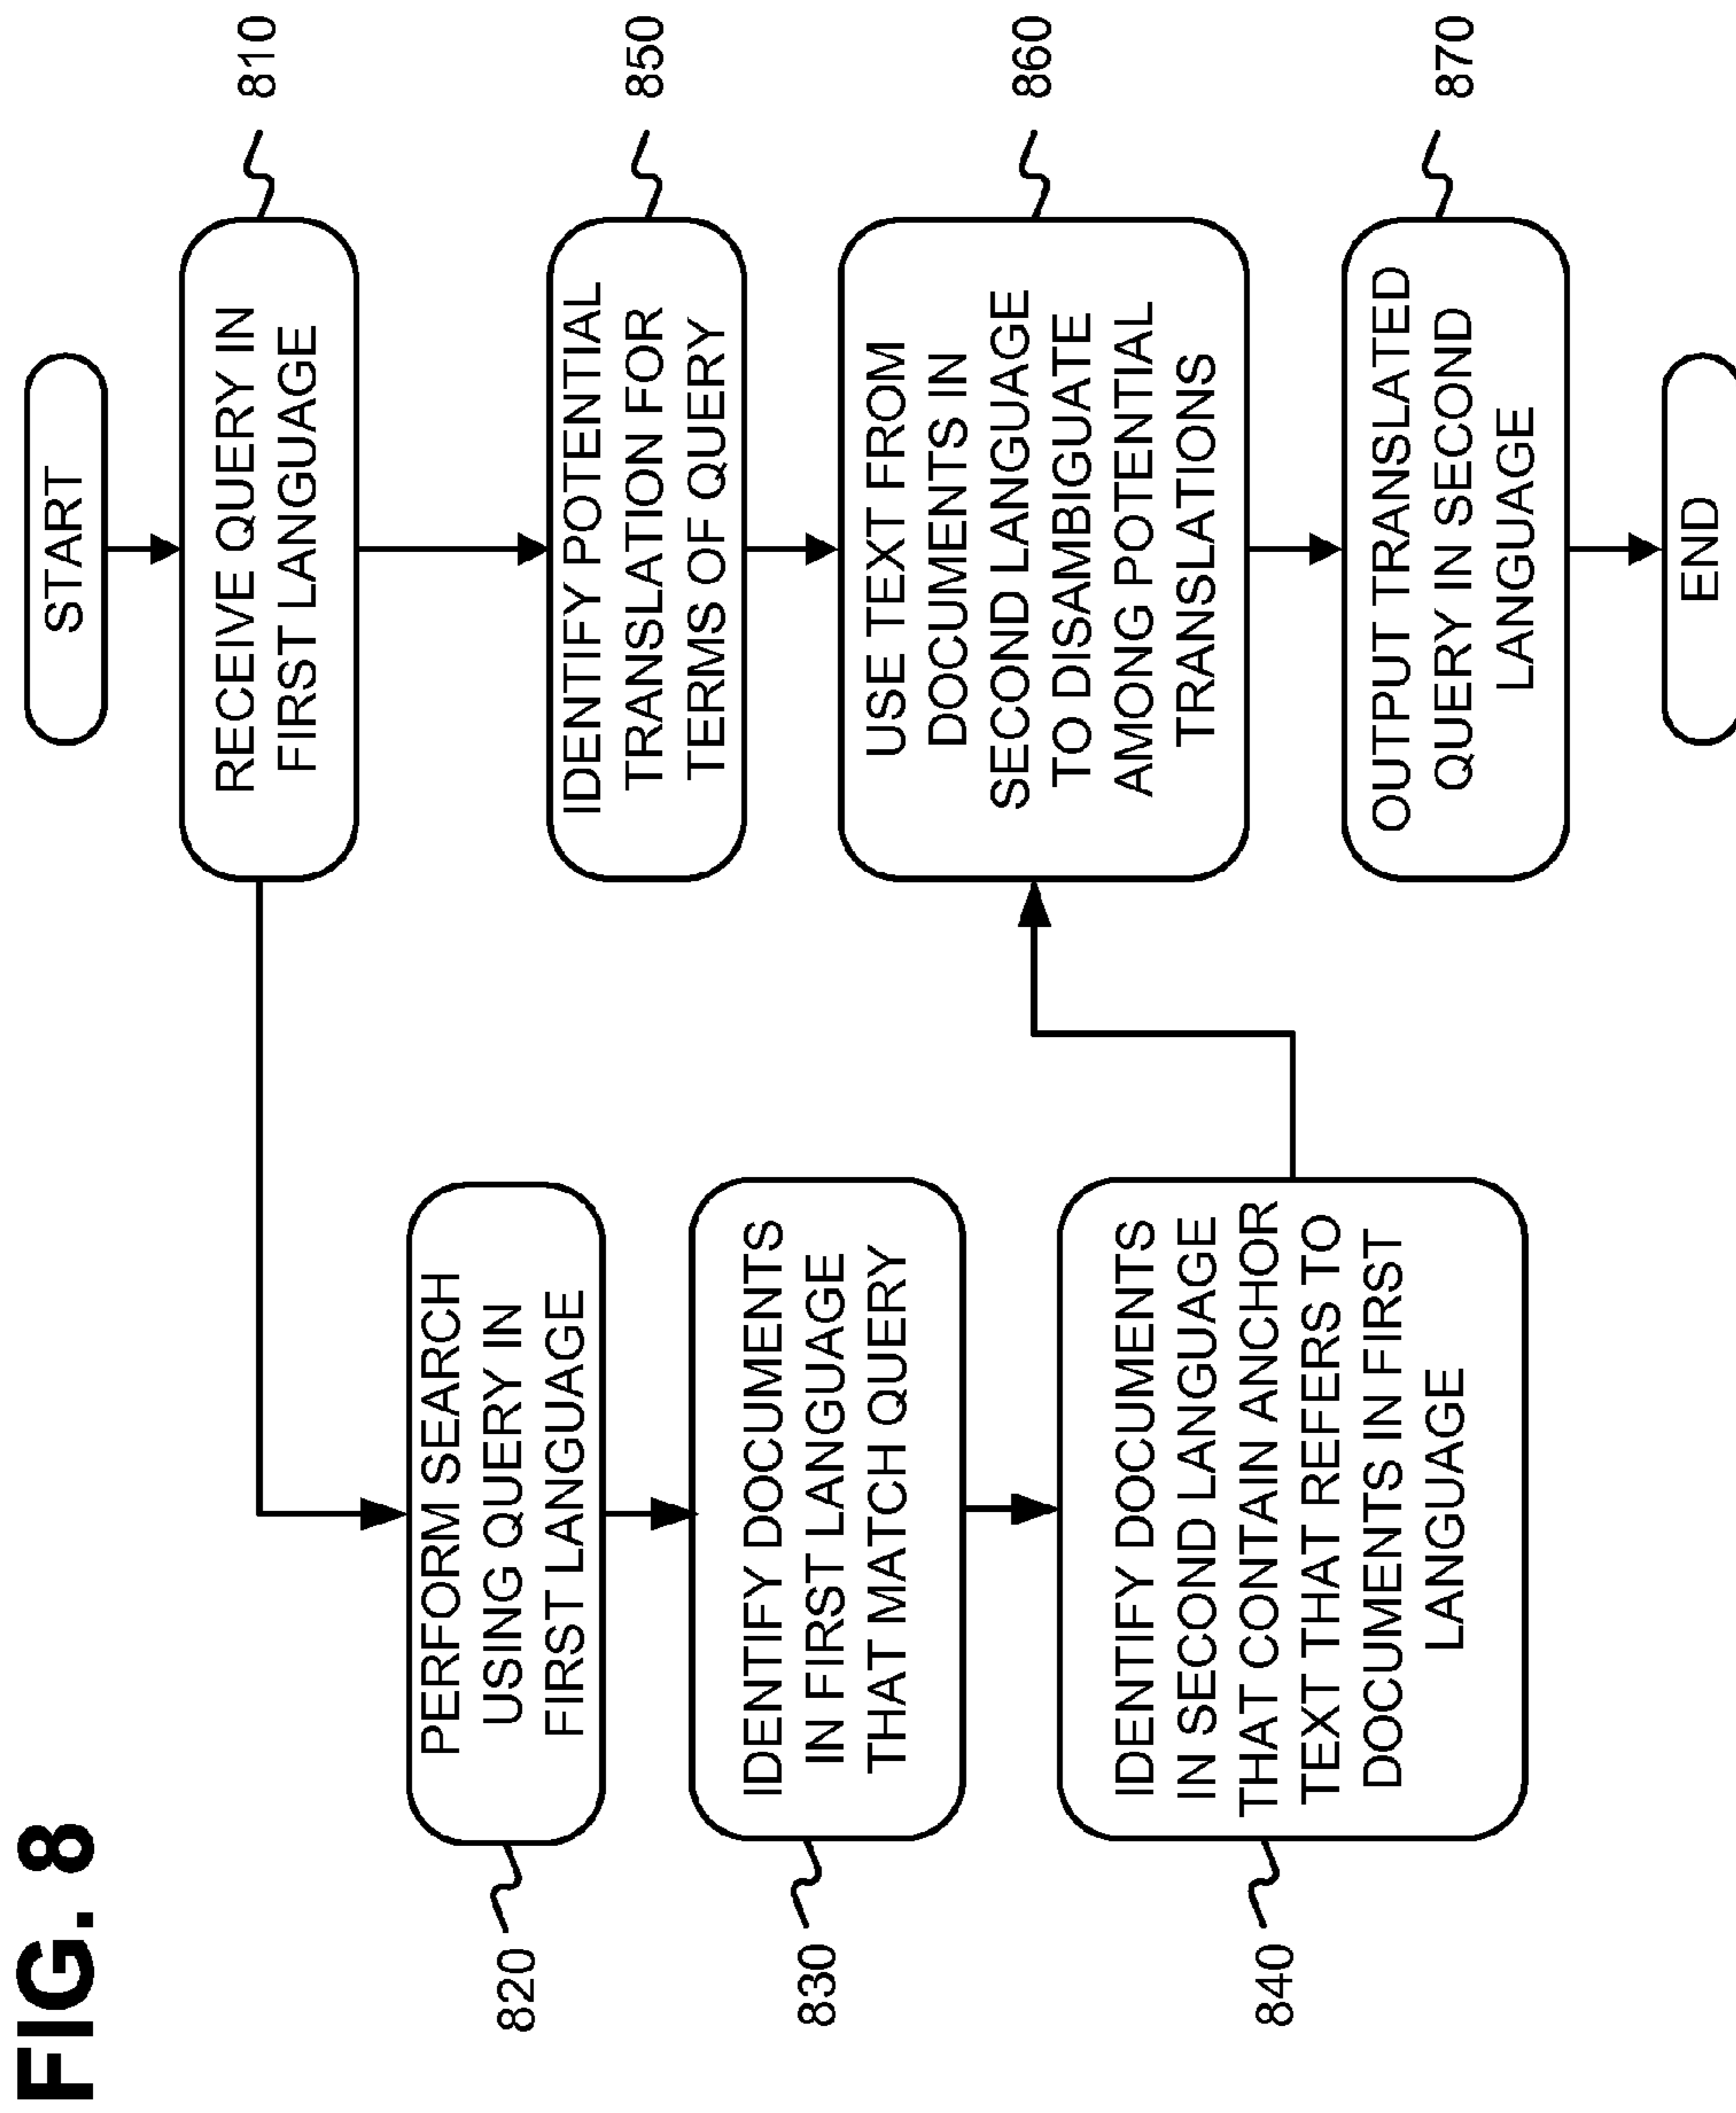 FIG. 8
START
RECEIVE QUERY IN
FIRST LANGUAGE
810
PERFORM SEARCH
USING QUERY IN
FIRST LANGUAGE
820
IDENTIFY DOCUMENTS
IN FIRST LANGUAGE
THAT MATCH QUERY
830
IDENTIFY DOCUMENTS
IN SECOND LANGUAGE
THAT CONTAIN ANCHOR
TEXT THAT REFERS TO
DOCUMENTS IN FIRST
LANGUAGE
840
IDENTIFY POTENTIAL
TRANSLATION FOR
TERMS OF QUERY
850
USE TEXT FROM
DOCUMENTS IN
SECOND LANGUAGE
TO DISAMBIGUATE
AMONG POTENTIAL
TRANSLATIONS
860
OUTPUT TRANSLATED
QUERY IN SECOND
LANGUAGE
870
END